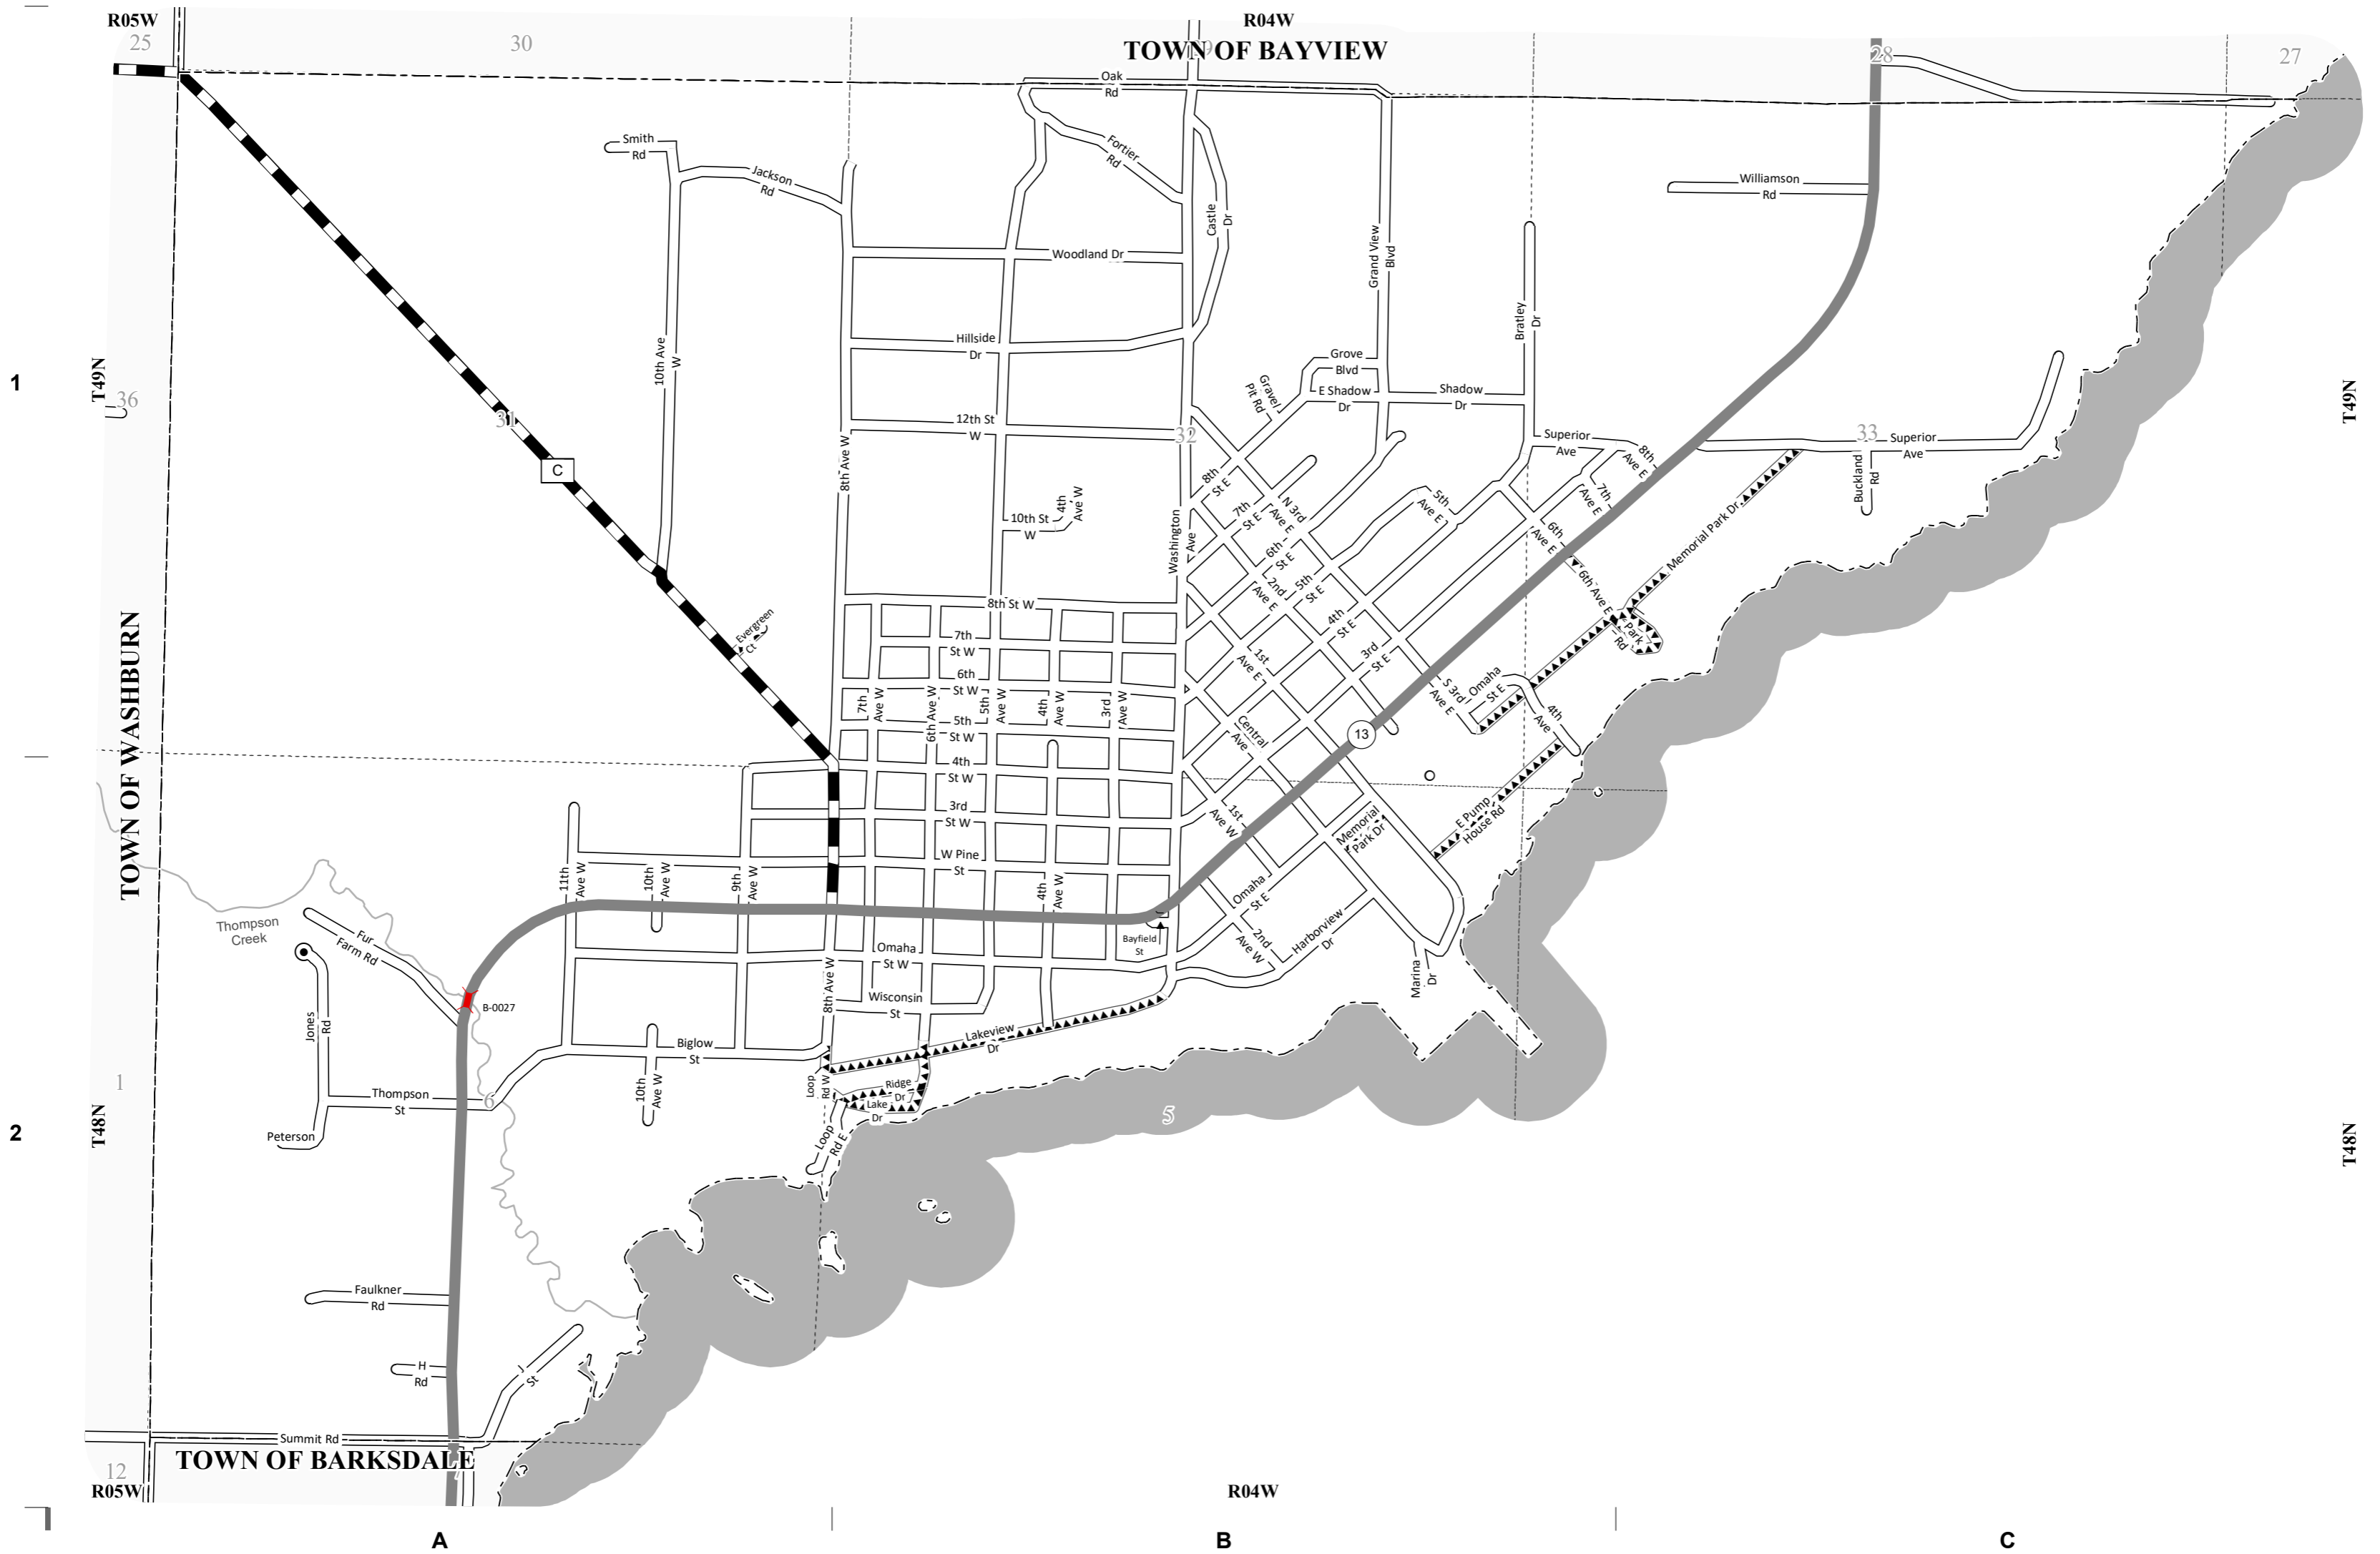 R05W
R04W
25
30
29
TOWN OF BAYVIEW
28
27
Oak
Rd
Smith
Rd
Jackson
Rd
Fortier
Rd
Castle
Dr
Williamson
Rd
Woodland Dr
Grand View
Blvd
Bratley
Dr
Hillside
Dr
10th Ave
W
Grove
Blvd
E Shadow
Dr
Shadow
Dr
Gravel
Pit Rd
1
T49N
36
31
T49N
12th St
W
32
33
Superior
Ave
Superior
Ave
8th
Ave E
7th
Ave E
Buckland
Rd
C
8th Ave W
8th
St E
7th
St E
N 3rd
Ave E
5th
Ave E
6th
Ave E
10th St
W
4th
Ave W
Washington
Ave
6th
St E
5th
St E
2nd
Ave E
4th
St E
3rd
St E
1st
Ave E
Memorial Park Dr
6th Ave E
Park
Rd
Evergreen
Ct
8th St W
7th
St W
6th
St W
7th
Ave W
6th Ave W
5th
Ave W
4th
Ave W
3rd
Ave W
5th
St W
4th
St W
3rd
St W
W Pine
St
Central
Ave
13
S 3rd
Ave E
Omaha
St E
4th
Ave
TOWN OF WASHBURN
1st
Ave W
Memorial
Park Dr
E Pump
House Rd
11th
Ave W
10th
Ave W
9th
Ave W
4th
Ave W
Omaha
St E
2nd
Ave W
Harborview
Dr
Marina
Dr
Bayfield
St
Thompson
Creek
Fur
Farm Rd
B-0027
Jones
Rd
Omaha
St W
8th Ave W
Wisconsin
St
Lakeview
Dr
Biglow
St
10th
Ave W
Loop
Rd W
Ridge
Dr
Lake
Dr
Loop
Rd E
1
6
5
Thompson
St
Peterson
2
T48N
T48N
Faulkner
Rd
H
Rd
St
Summit Rd
TOWN OF BARKSDALE
12
7
R05W
R04W
A
B
C